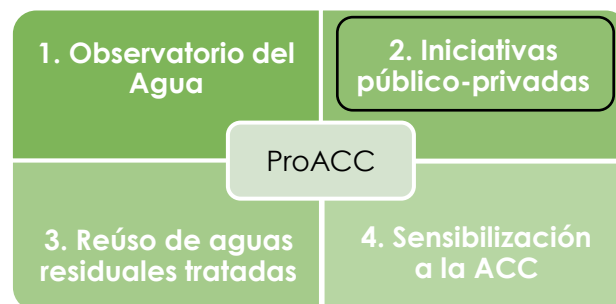 1. Observatorio del
Agua
2. Iniciativas
público-privadas
ProACC
3. Reúso de aguas
residuales tratadas
4. Sensibilización
a la ACC